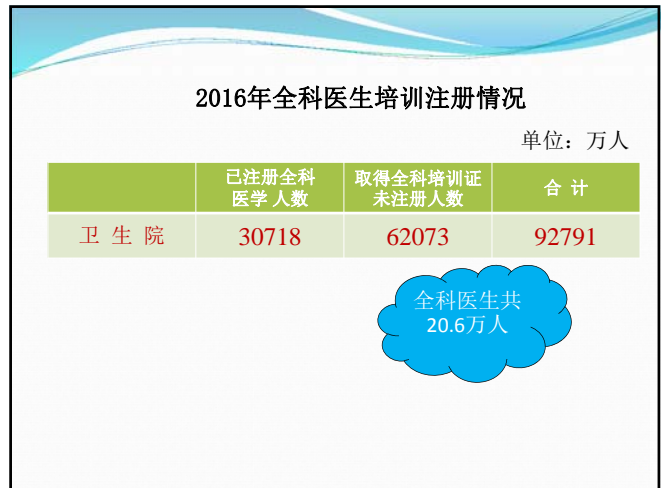 2016年全科医生培训注册情况
单位：万人
已注册全科
医学 人数
取得全科培训证
未注册人数
合 计
卫 生 院 30718 62073 92791
全科医生共
20.6万人